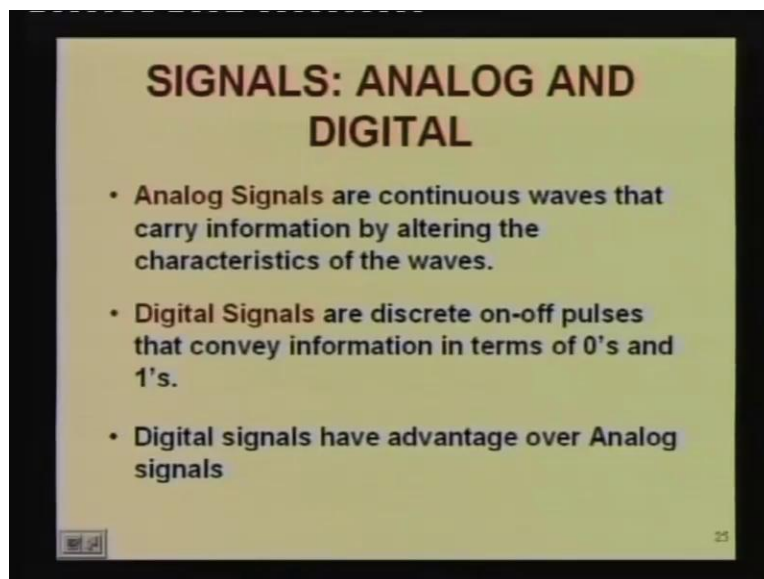 SIGNALS: ANALOG AND
DIGITAL
• Analog Signals are continuous waves that
carry information by altering the
characteristics of the waves.
• Digital Signals are discrete on-off pulses
that convey information in terms of 0's and
1's.
• Digital signals have advantage over Analog
signals
25